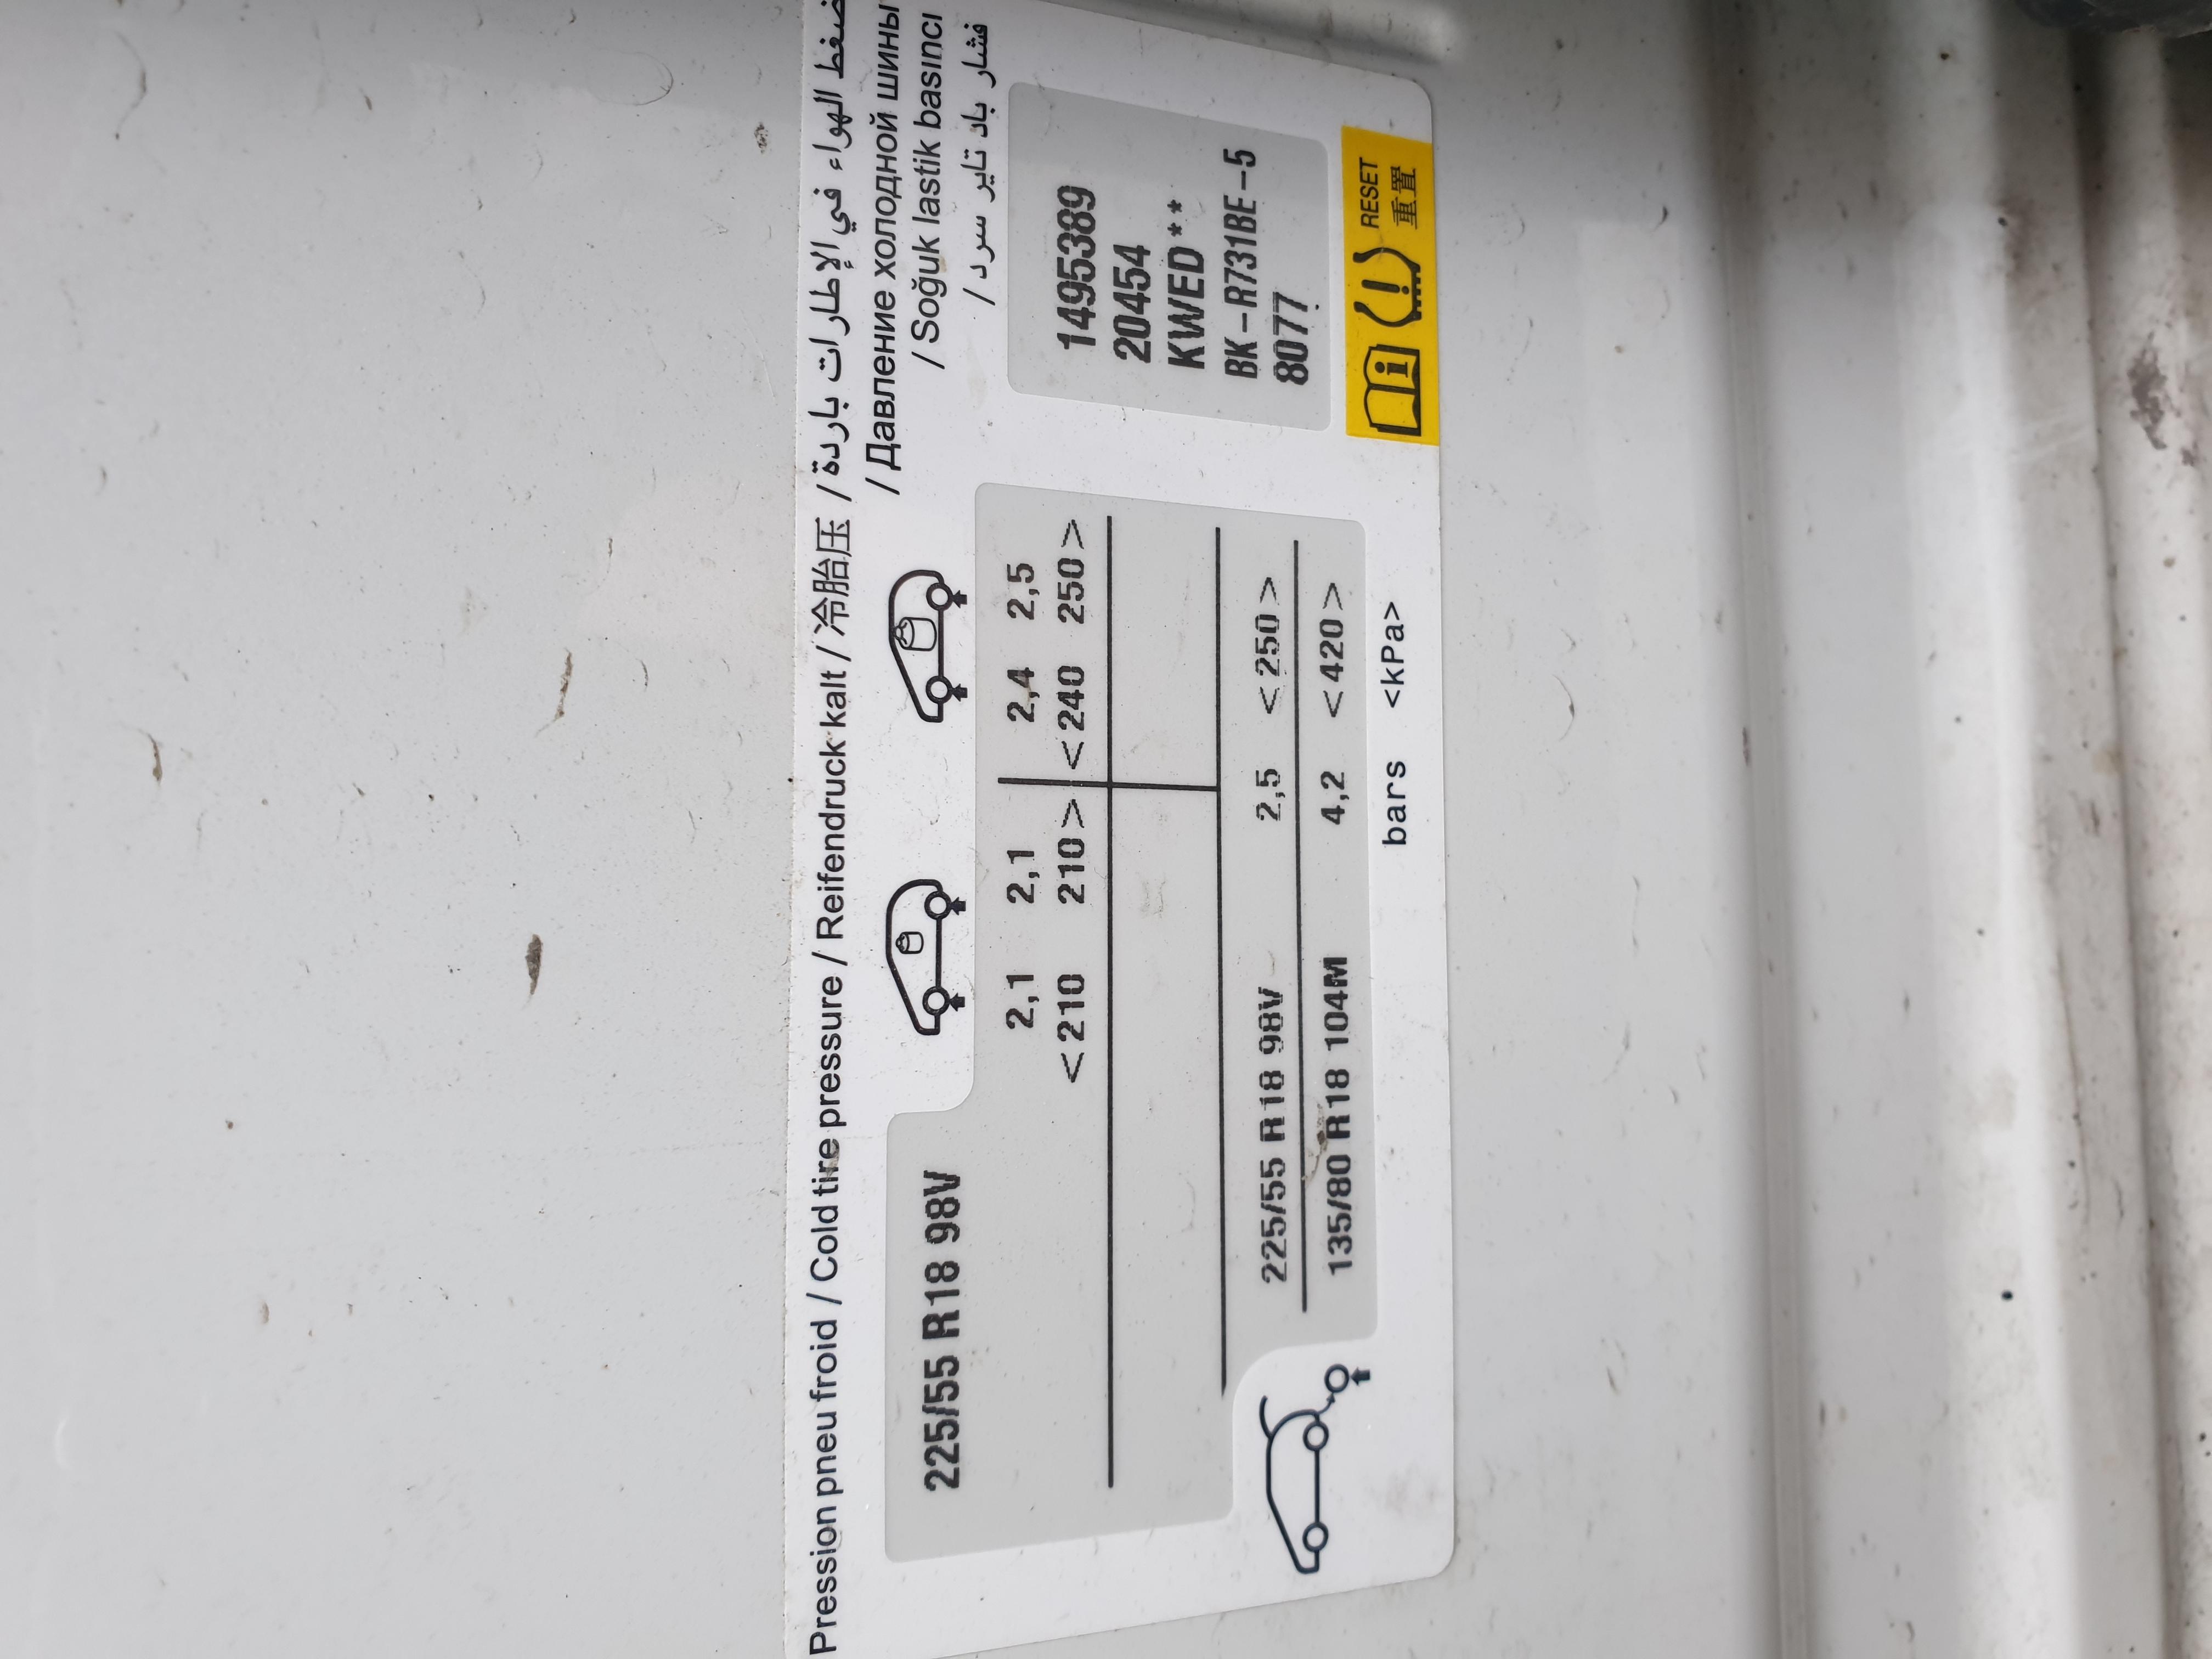 Pression pneu froid / Cold tire pressure / Reifendruck kalt / 冷胎压 / ضغط الهواء في الإطارات باردة
/ Давление холодной шины
/ Soğuk lastik basıncı
/ فشار باد تایر سرد
225/55 R18 98V
2,1 2,1 2,4 2,5
<210 210> <240 250>
225/55 R18 98V 2,5 <250>
135/80 R18 104M 4,2 <420>
bars <kPa>
1495389
20454
KWED**
BK-R731BE-5
8077
i ! RESET
重置